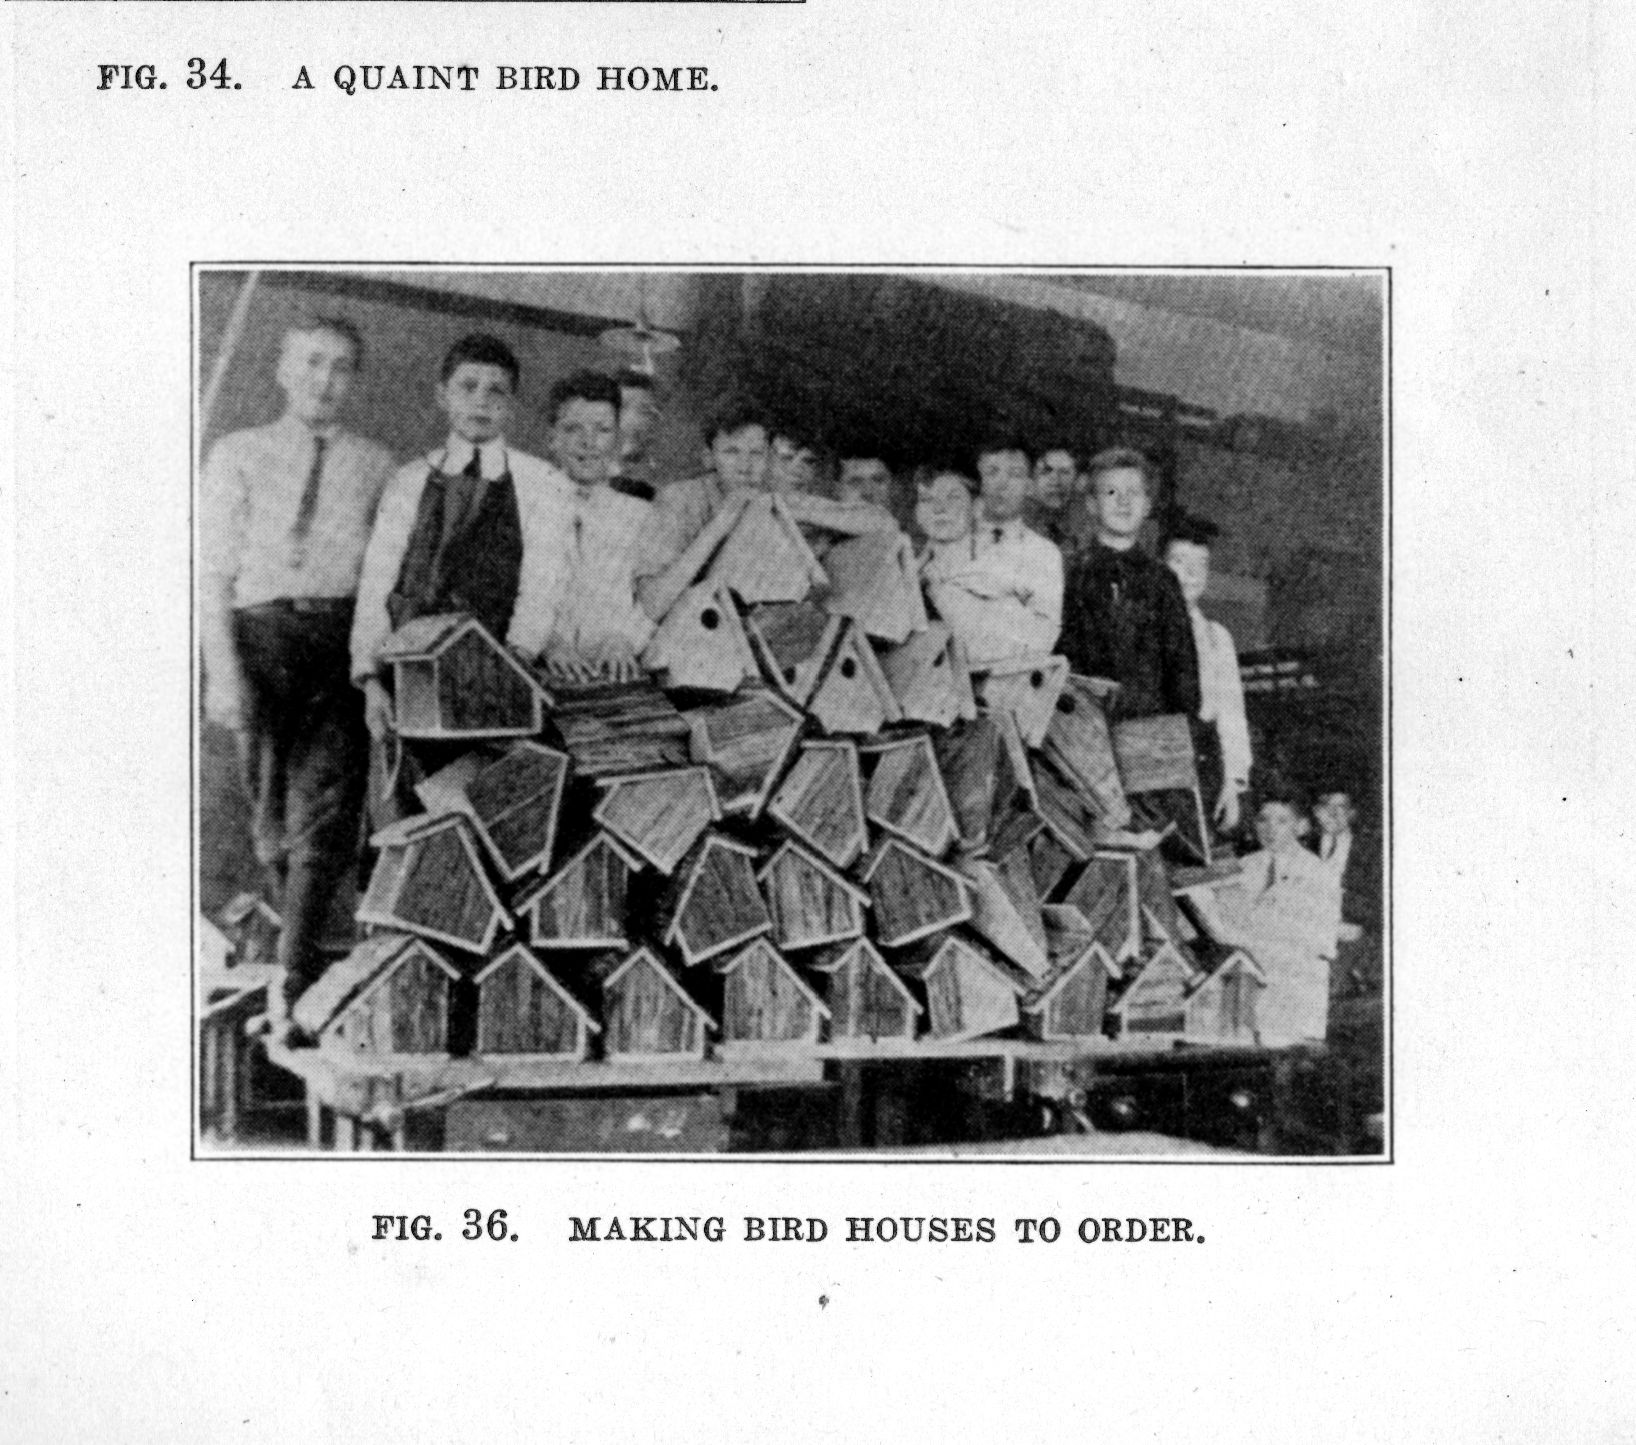 FIG. 34. A QUAINT BIRD HOME.
FIG. 36. MAKING BIRD HOUSES TO ORDER.